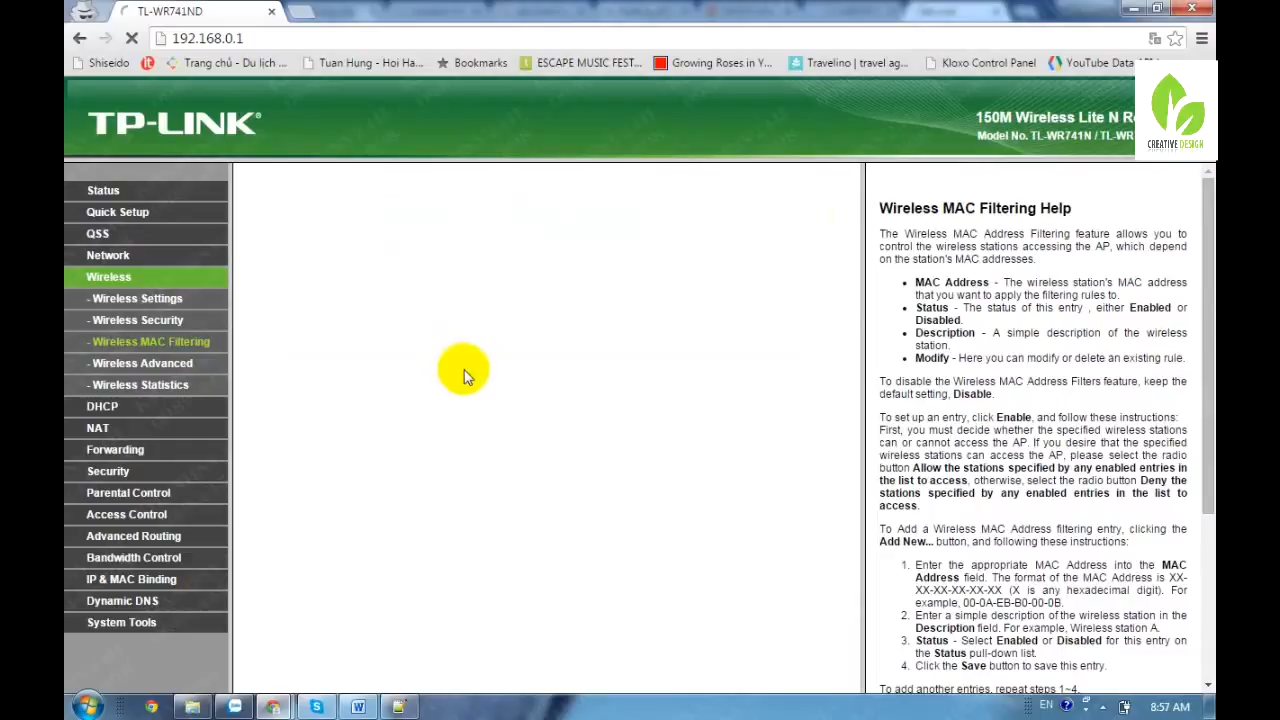 TL-WR741ND
192.168.0.1
Shiseido
it
Trang chủ - Du lịch ...
Tuan Hung - Hoi Ha...
Bookmarks
ESCAPE MUSIC FEST...
Growing Roses in Y...
Travelino | travel ag...
Kloxo Control Panel
YouTube Data
TP-LINK
150M Wireless Lite N
Model No. TL-WR741N / TL-WR
CREATIVE DESIGN
Status
Quick Setup
QSS
Network
Wireless
- Wireless Settings
- Wireless Security
- Wireless MAC Filtering
- Wireless Advanced
- Wireless Statistics
DHCP
NAT
Forwarding
Security
Parental Control
Access Control
Advanced Routing
Bandwidth Control
IP & MAC Binding
Dynamic DNS
System Tools
Wireless MAC Filtering Help
The Wireless MAC Address Filtering feature allows you to
control the wireless stations accessing the AP, which depend
on the station's MAC addresses.
• MAC Address - The wireless station's MAC address
that you want to apply the filtering rules to.
• Status - The status of this entry , either Enabled or
Disabled.
• Description - A simple description of the wireless
station.
• Modify - Here you can modify or delete an existing rule.
To disable the Wireless MAC Address Filters feature, keep the
default setting, Disable.
To set up an entry, click Enable, and follow these instructions:
First, you must decide whether the specified wireless stations
can or cannot access the AP. If you desire that the specified
wireless stations can access the AP, please select the radio
button Allow the stations specified by any enabled entries in
the list to access, otherwise, select the radio button Deny the
stations specified by any enabled entries in the list to
access.
To Add a Wireless MAC Address filtering entry, clicking the
Add New... button, and following these instructions:
1. Enter the appropriate MAC Address into the MAC
Address field. The format of the MAC Address is XX-
XX-XX-XX-XX-XX (X is any hexadecimal digit). For
example, 00-0A-EB-B0-00-0B.
2. Enter a simple description of the wireless station in the
Description field. For example, Wireless station A.
3. Status - Select Enabled or Disabled for this entry on
the Status pull-down list.
4. Click the Save button to save this entry.
To add another entries, repeat steps 1~4.
EN
8:57 AM